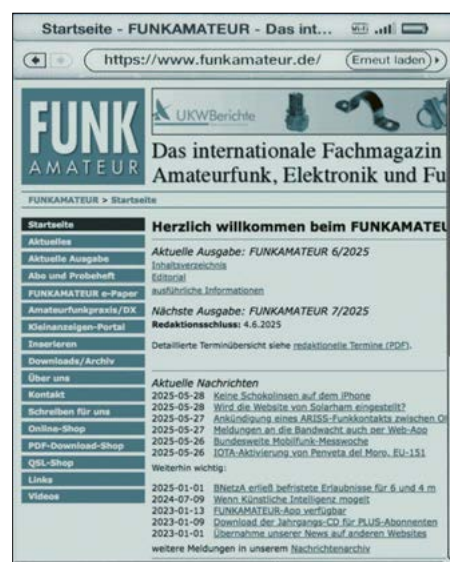 Startseite - FUNKAMATEUR - Das int...
Wi-Fi
https://www.funkamateur.de/
Erneut laden
FUNK
AMATEUR
UKWBerichte
Das internationale Fachmagazin
Amateurfunk, Elektronik und Fu
FUNKAMATEUR > Startseite
Startseite
Aktuelles
Aktuelle Ausgabe
Abo und Probeheft
FUNKAMATEUR e-Paper
Amateurfunkpraxis/DX
Kleinanzeigen-Portal
Inserieren
Downloads/Archiv
Über uns
Kontakt
Schreiben für uns
Online-Shop
PDF-Download-Shop
QSL-Shop
Links
Videos
Herzlich willkommen beim FUNKAMATEU
Aktuelle Ausgabe: FUNKAMATEUR 6/2025
Inhaltsverzeichnis
Editorial
ausführliche Informationen
Nächste Ausgabe: FUNKAMATEUR 7/2025
Redaktionsschluss: 4.6.2025
Detaillierte Terminübersicht siehe redaktionelle Termine (PDF).
Aktuelle Nachrichten
2025-05-28 Keine Schokolinsen auf dem iPhone
2025-05-28 Wird die Website von Solarham eingestellt?
2025-05-27 Ankündigung eines ARISS-Funkkontakts zwischen Ol
2025-05-27 Meldungen an die Bandwacht auch per Web-App
2025-05-26 Bundesweite Mobilfunk-Messwoche
2025-05-26 IOTA-Aktivierung von Penyeta del Moro, EU-151
Weiterhin wichtig:
2025-01-01 BNetzA erließ befristete Erlaubnisse für 6 und 4 m
2024-07-09 Wenn Künstliche Intelligenz mogelt
2023-01-13 FUNKAMATEUR-App verfügbar
2023-01-09 Download der Jahrgangs-CD für PLUS-Abonnenten
2023-01-01 Übernahme unserer News auf anderen Websites
weitere Meldungen in unserem Nachrichtenarchiv